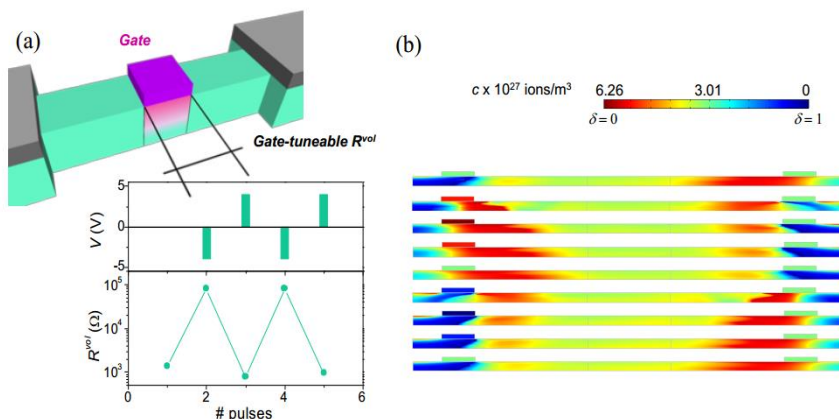 (a)
Gate
Gate-tuneable R^vol
5
0
-5
V (V)
10^5
10^4
10^3
R^vol (Ω)
0 2 4 6
# pulses
(b)
c x 10^27 ions/m^3
6.26 3.01 0
δ = 0 δ = 1